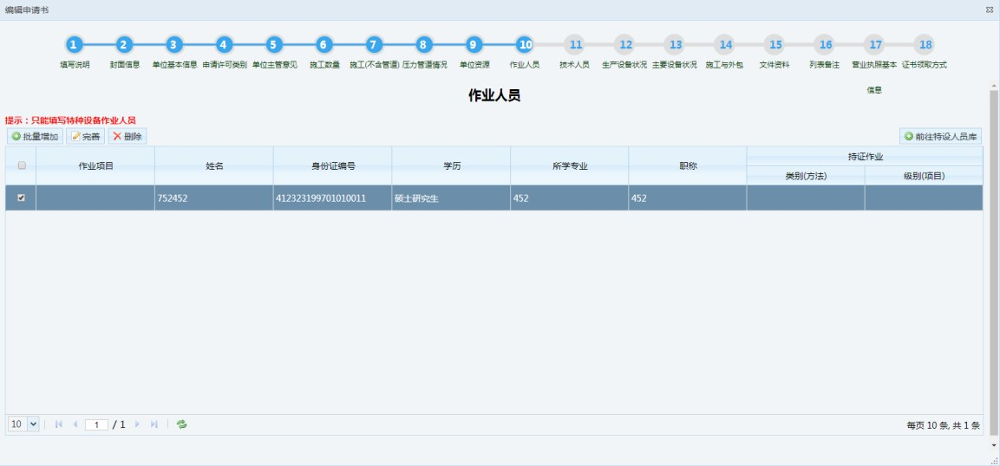 编辑申请书
1 2 3 4 5 6 7 8 9 10 11 12 13 14 15 16 17 18
填写说明 封面信息 单位基本信息 申请许可类别 单位主管意见 施工数量 施工(不含管道) 压力管道情况 单位资源 作业人员 技术人员 生产设备状况 主要设备状况 施工与外包 文件资料 列表备注 营业执照基本信息 证书领取方式
作业人员
提示：只能填写特种设备作业人员
批量增加 完善 删除 前往特设人员库
作业项目 姓名 身份证编号 学历 所学专业 职称 持证作业
类别(方法) 级别(项目)
752452 412323199701010011 硕士研究生 452 452
10 1 / 1 每页 10 条, 共 1 条